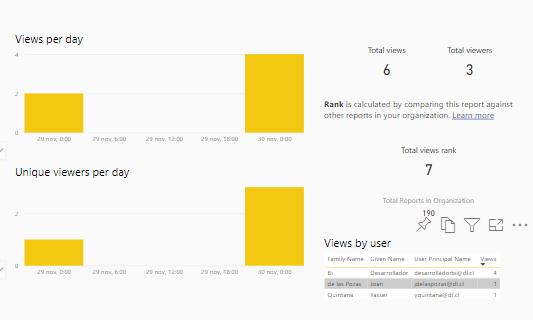 Views per day
4
2
0
29 nov, 0:00 29 nov, 6:00 29 nov, 12:00 29 nov, 18:00 30 nov, 0:00
Unique viewers per day
2
0
29 nov, 0:00 29 nov, 6:00 29 nov, 12:00 29 nov, 18:00 30 nov, 0:00
Total views
6
Total viewers
3
Rank is calculated by comparing this report against
other reports in your organization. Learn more
Total views rank
7
Total Reports in Organization
190
Views by user
Family Name Given Name User Principal Name Views
Bi Desarrollador desarrolladorbi@dl.cl 4
de las Pozas Joan jdelaspozas@dl.cl 1
Quintana Yasser yquintana@dl.cl 1